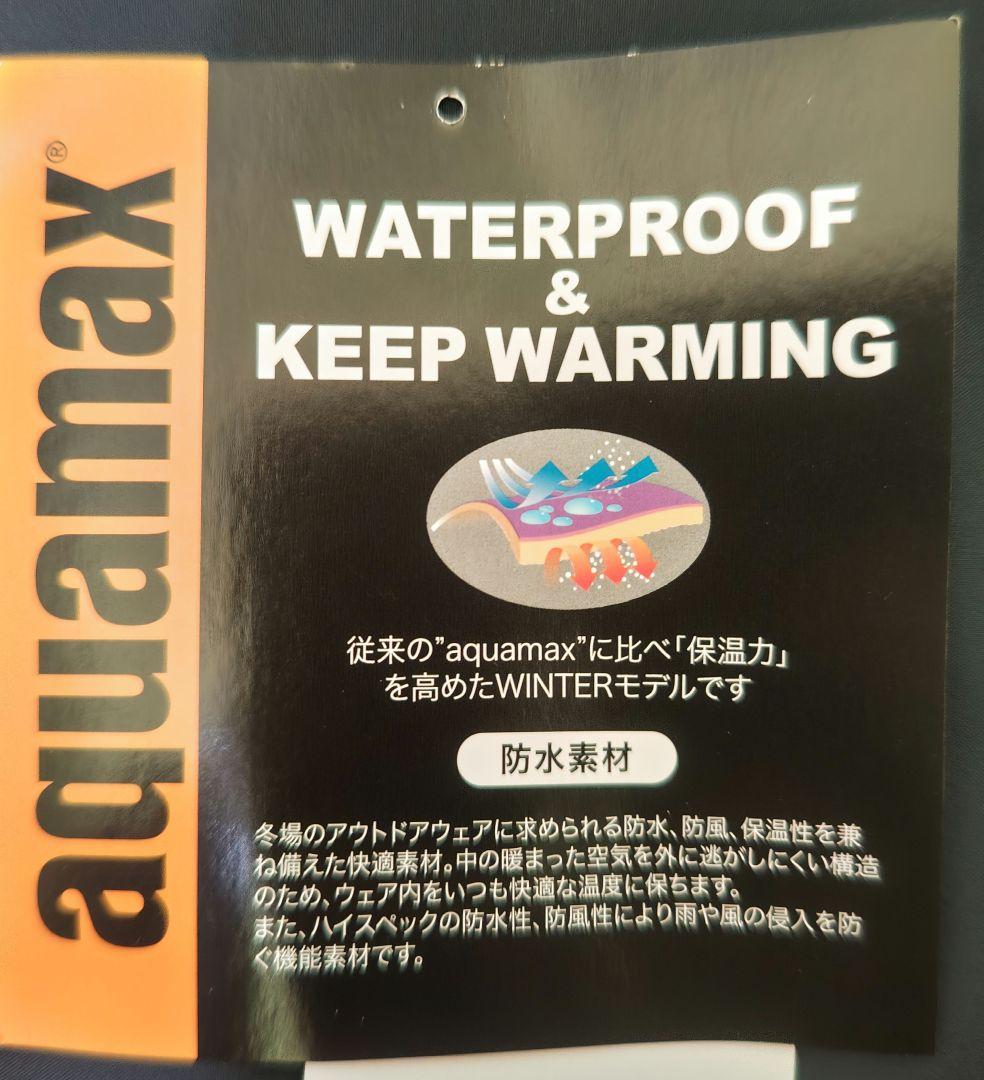 aquamax®
WATERPROOF
&
KEEP WARMING
従来の”aquamax”に比べ「保温力」
を高めたWINTERモデルです
防水素材
冬場のアウトドアウェアに求められる防水、防風、保温性を兼
ね備えた快適素材。中の暖まった空気を外に逃がしにくい構造
のため、ウェア内をいつも快適な温度に保ちます。
また、ハイスペックの防水性、防風性により雨や風の侵入を防
ぐ機能素材です。